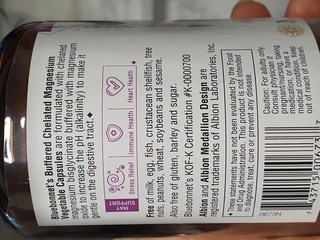 Bluebonnet's Buffered Chelated Magnesium
Vegetable Capsules are formulated with chelated
magnesium bisglycinate buffered with magnesium
oxide to increase the pH (alkalinity) to make it
gentle on the digestive tract.◆
MAY
SUPPORT
Stress Relief
Immune Health
Heart Health
◆
Free of milk, egg, fish, crustacean shellfish, tree
nuts, peanuts, wheat, soybeans and sesame.
Also free of gluten, barley and sugar.
Bluebonnet's KOF-K Certification #K-0000700
Albion and Albion Medallion Design are
registered trademarks of Albion Laboratories, Inc.
◆These statements have not been evaluated by the Food
and Drug Administration. This product is not intended
to diagnose, treat, cure or prevent any disease.
Caution: For adults only.
Consult physician if
pregnant/nursing, taking
medication, or have a
medical condition. Keep
out of reach of children.